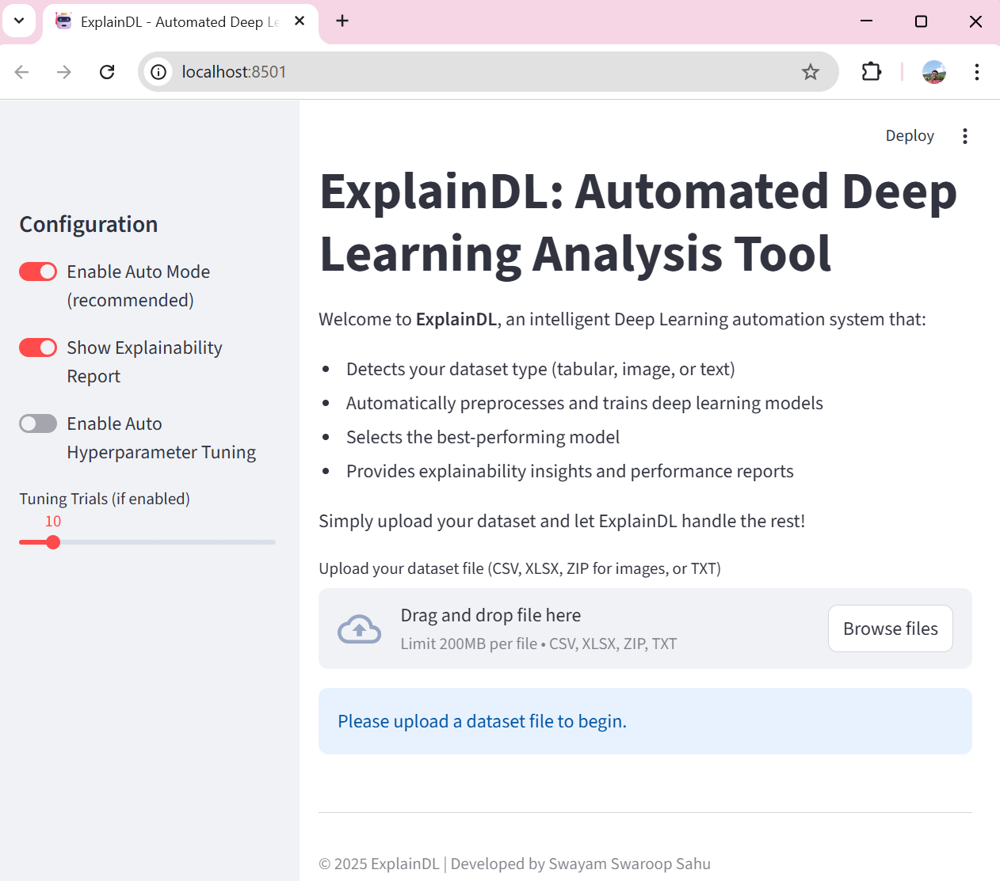 ExplainDL - Automated Deep Le
localhost:8501
Deploy
Configuration
Enable Auto Mode
(recommended)
Show Explainability
Report
Enable Auto
Hyperparameter Tuning
Tuning Trials (if enabled)
10
ExplainDL: Automated Deep
Learning Analysis Tool
Welcome to ExplainDL, an intelligent Deep Learning automation system that:
• Detects your dataset type (tabular, image, or text)
• Automatically preprocesses and trains deep learning models
• Selects the best-performing model
• Provides explainability insights and performance reports
Simply upload your dataset and let ExplainDL handle the rest!
Upload your dataset file (CSV, XLSX, ZIP for images, or TXT)
Drag and drop file here
Limit 200MB per file • CSV, XLSX, ZIP, TXT
Browse files
Please upload a dataset file to begin.
© 2025 ExplainDL | Developed by Swayam Swaroop Sahu